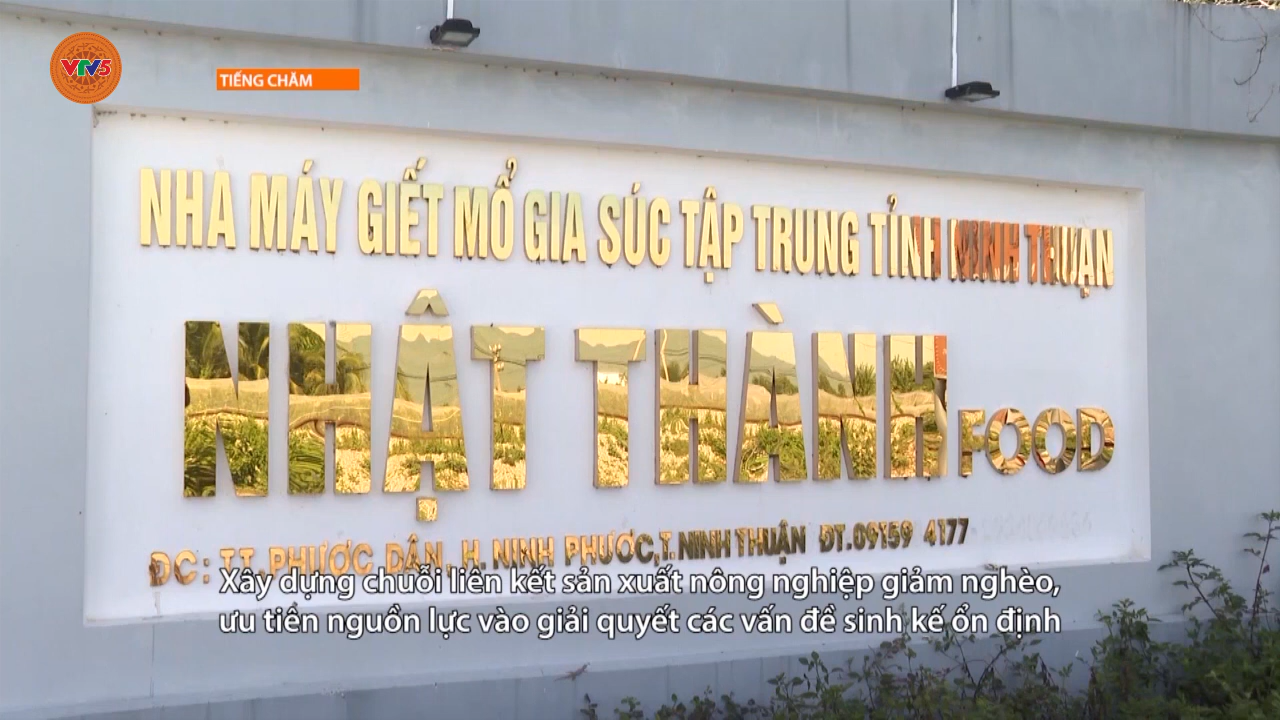 VTV5
TIẾNG CHĂM
NHA MÁY GIẾT MỔ GIA SÚC TẬP TRUNG TỈNH NINH THUẬN
NHẬT THÀNH FOOD
ĐC: T.T. PHƯỚC DÂN, H. NINH PHƯỚC, T. NINH THUẬN ĐT. 09159 4177
Xây dựng chuỗi liên kết sản xuất nông nghiệp giảm nghèo,
ưu tiên nguồn lực vào giải quyết các vấn đề sinh kế ổn định